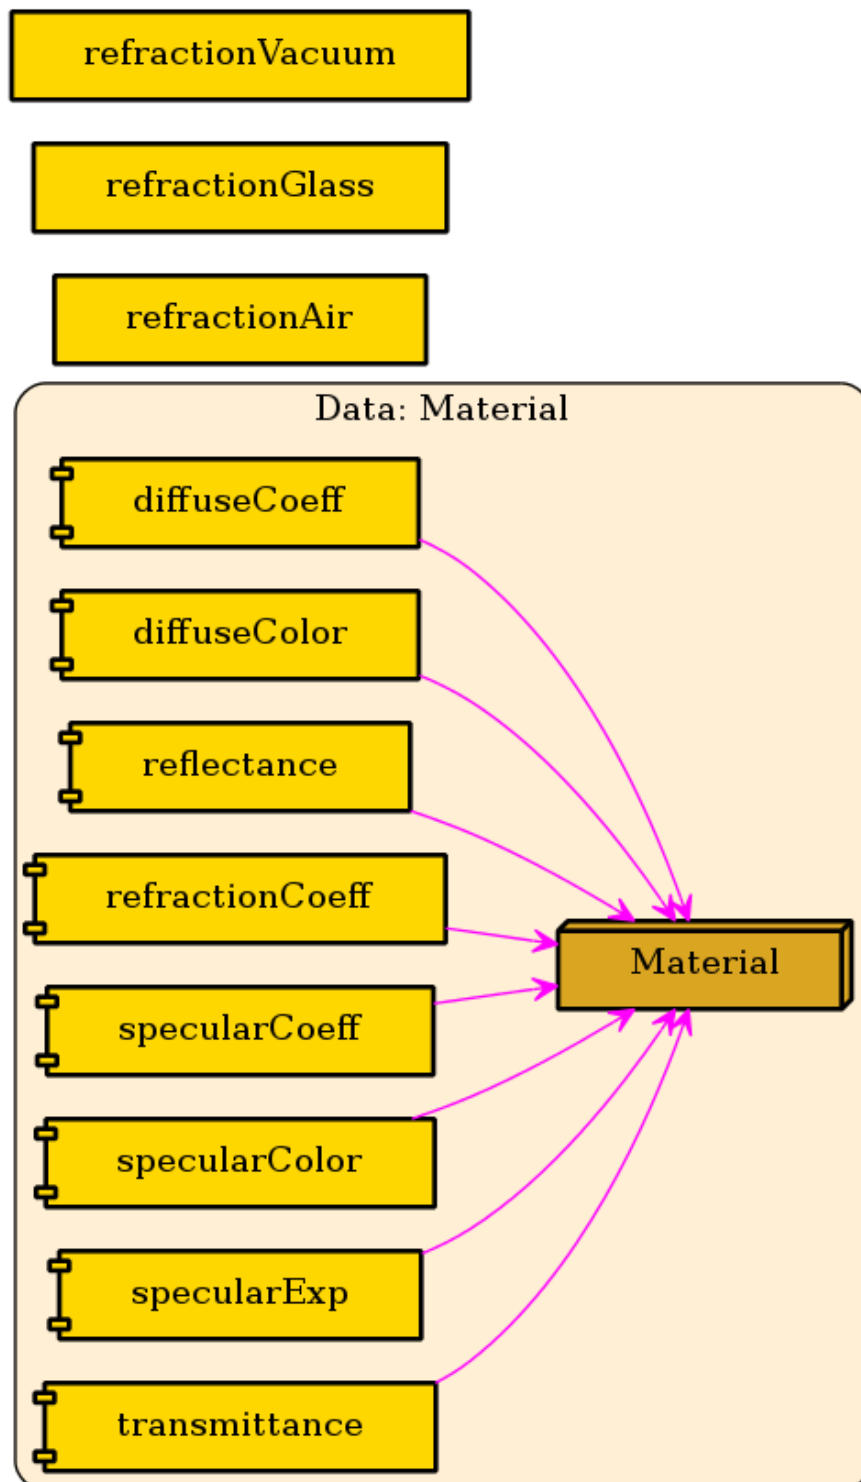 refractionVacuum
refractionGlass
refractionAir
Data: Material
diffuseCoeff
diffuseColor
reflectance
refractionCoeff
Material
specularCoeff
specularColor
specularExp
transmittance